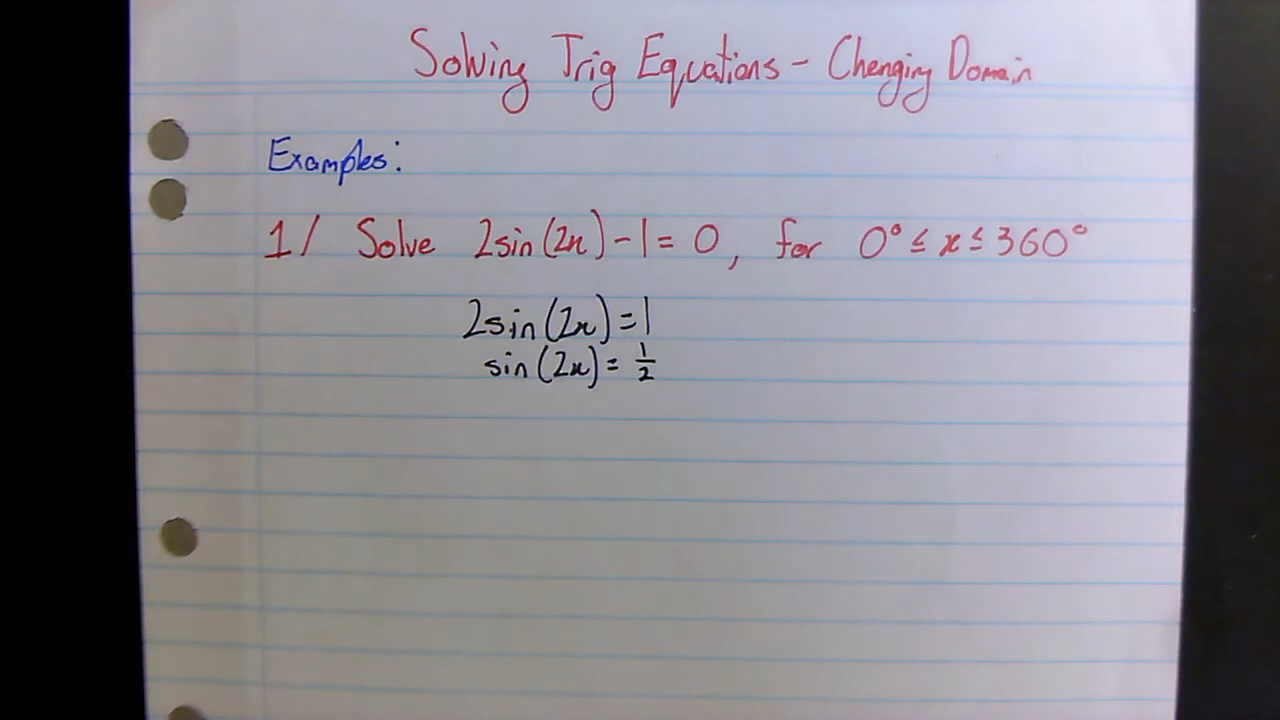 Solving Trig Equations - Changing Domain
Examples:
1/ Solve 2sin(2x) - 1 = 0, for 0° ≤ x ≤ 360°
2sin(2x) = 1
sin(2x) = 1/2